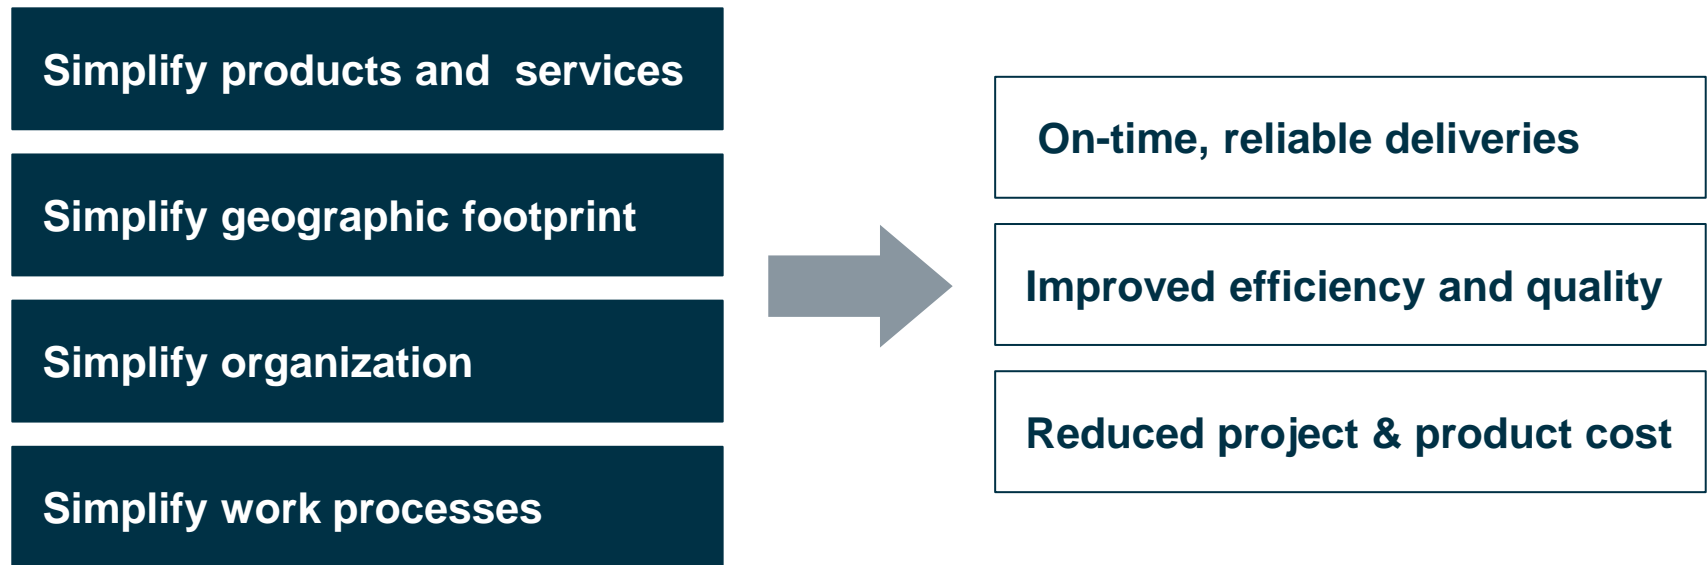 Simplify products and  services
Simplify geographic footprint
Simplify organization
Simplify work processes
On-time, reliable deliveries
Improved efficiency and quality
Reduced project & product cost